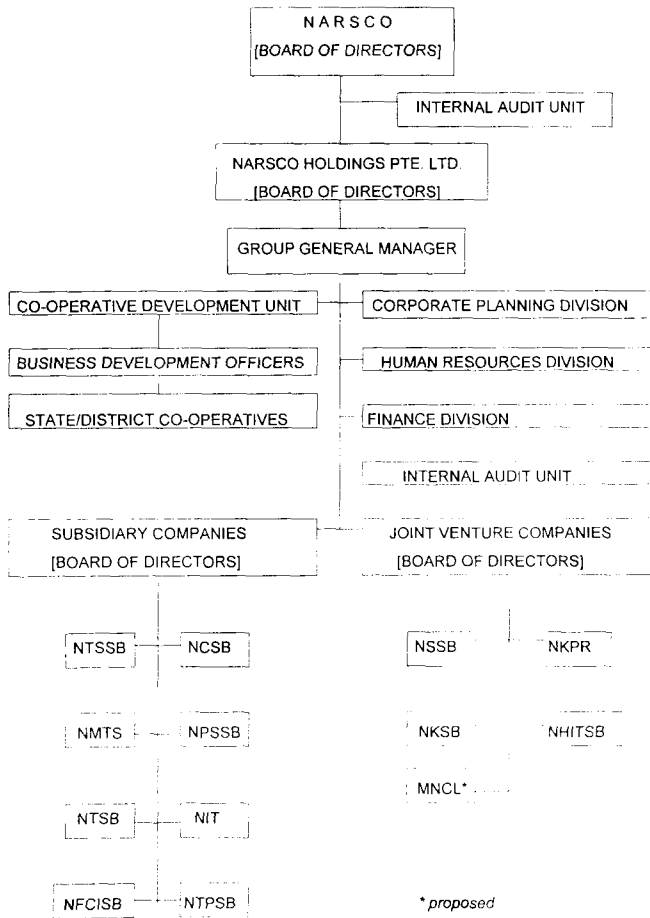 N A R S C O
[BOARD OF DIRECTORS]
INTERNAL AUDIT UNIT
NARSCO HOLDINGS PTE. LTD.
[BOARD OF DIRECTORS]
GROUP GENERAL MANAGER
CO-OPERATIVE DEVELOPMENT UNIT
CORPORATE PLANNING DIVISION
BUSINESS DEVELOPMENT OFFICERS
HUMAN RESOURCES DIVISION
STATE/DISTRICT CO-OPERATIVES
FINANCE DIVISION
INTERNAL AUDIT UNIT
SUBSIDIARY COMPANIES
[BOARD OF DIRECTORS]
JOINT VENTURE COMPANIES
[BOARD OF DIRECTORS]
NTSSB
NCSB
NSSB
NKPR
NMTS
NPSSB
NKSB
NHITSB
MNCL*
NTSB
NIT
NFCISB
NTPSB
* proposed